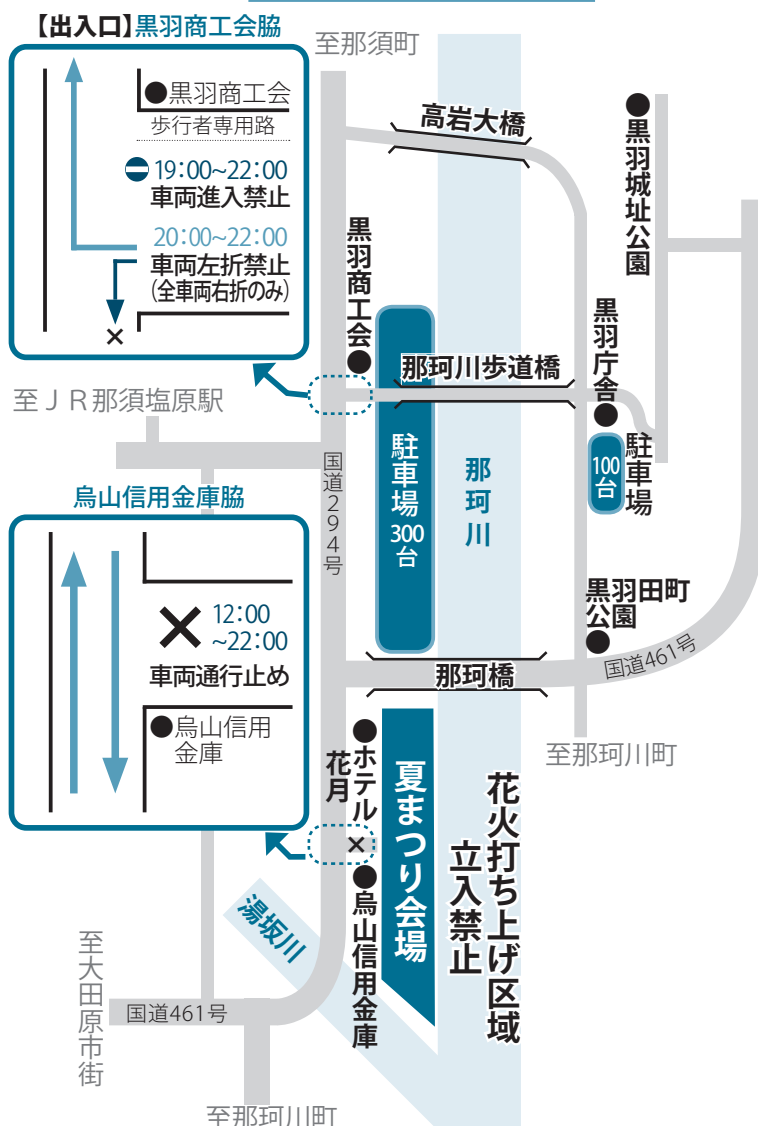 【出入口】黒羽商工会脇
●黒羽商工会
歩行者専用路
19:00~22:00
車両進入禁止
20:00~22:00
車両左折禁止
(全車両右折のみ)
×
至那須町
高岩大橋
●黒羽城址公園
黒羽商工会●
那珂川歩道橋
黒羽庁舎●
至JR那須塩原駅
国道294号
駐車場
300
台
那珂川
100
台
駐車場
烏山信用金庫脇
×
12:00
~22:00
車両通行止め
●烏山信用
金庫
黒羽田町
公園
●
国道461号
那珂橋
至那珂川町
●ホテル
花月
×
●烏山信用金庫
夏まつり会場
花火打ち上げ区域
立入禁止
湯坂川
至大田原市街
国道461号
至那珂川町